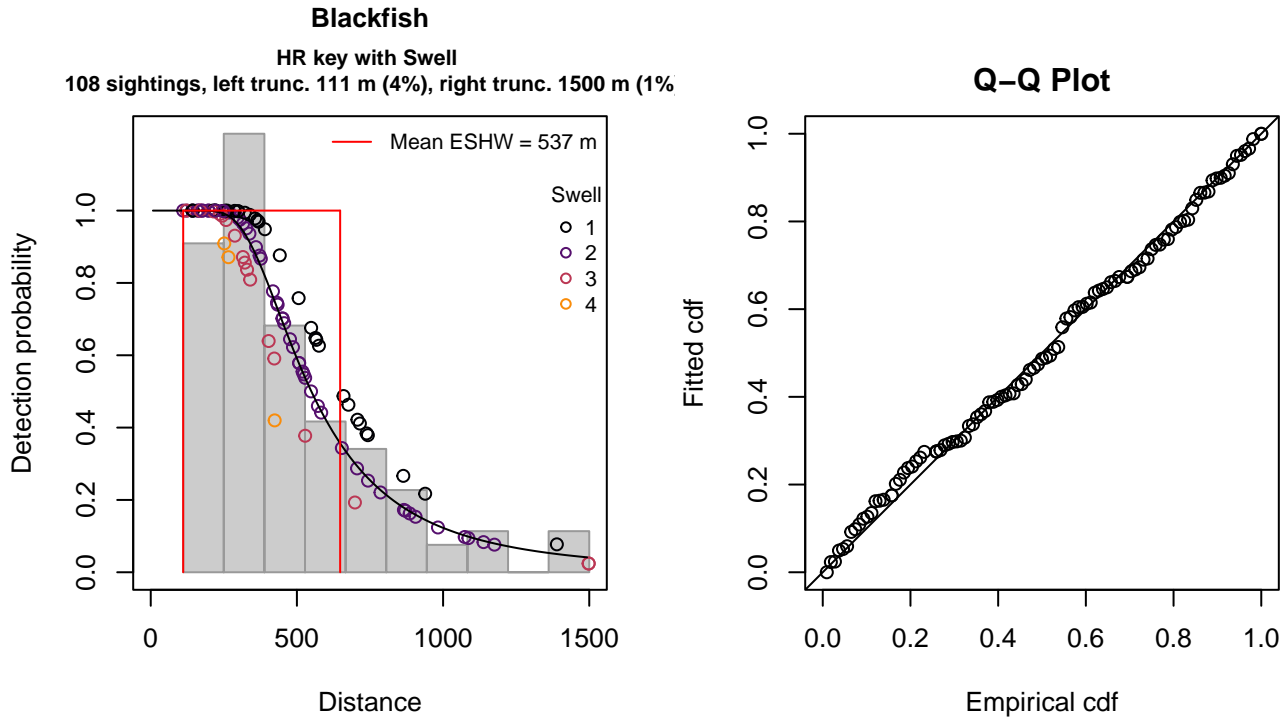 Blackfish
HR key with Swell
108 sightings, left trunc. 111 m (4%), right trunc. 1500 m (1%
Mean ESHW = 537 m
Swell
1
2
3
4
Detection probability
0.0
0.2
0.4
0.6
0.8
1.0
0
500
1000
1500
Distance
Q−Q Plot
Fitted cdf
0.0
0.2
0.4
0.6
0.8
1.0
0.0
0.2
0.4
0.6
0.8
1.0
Empirical cdf